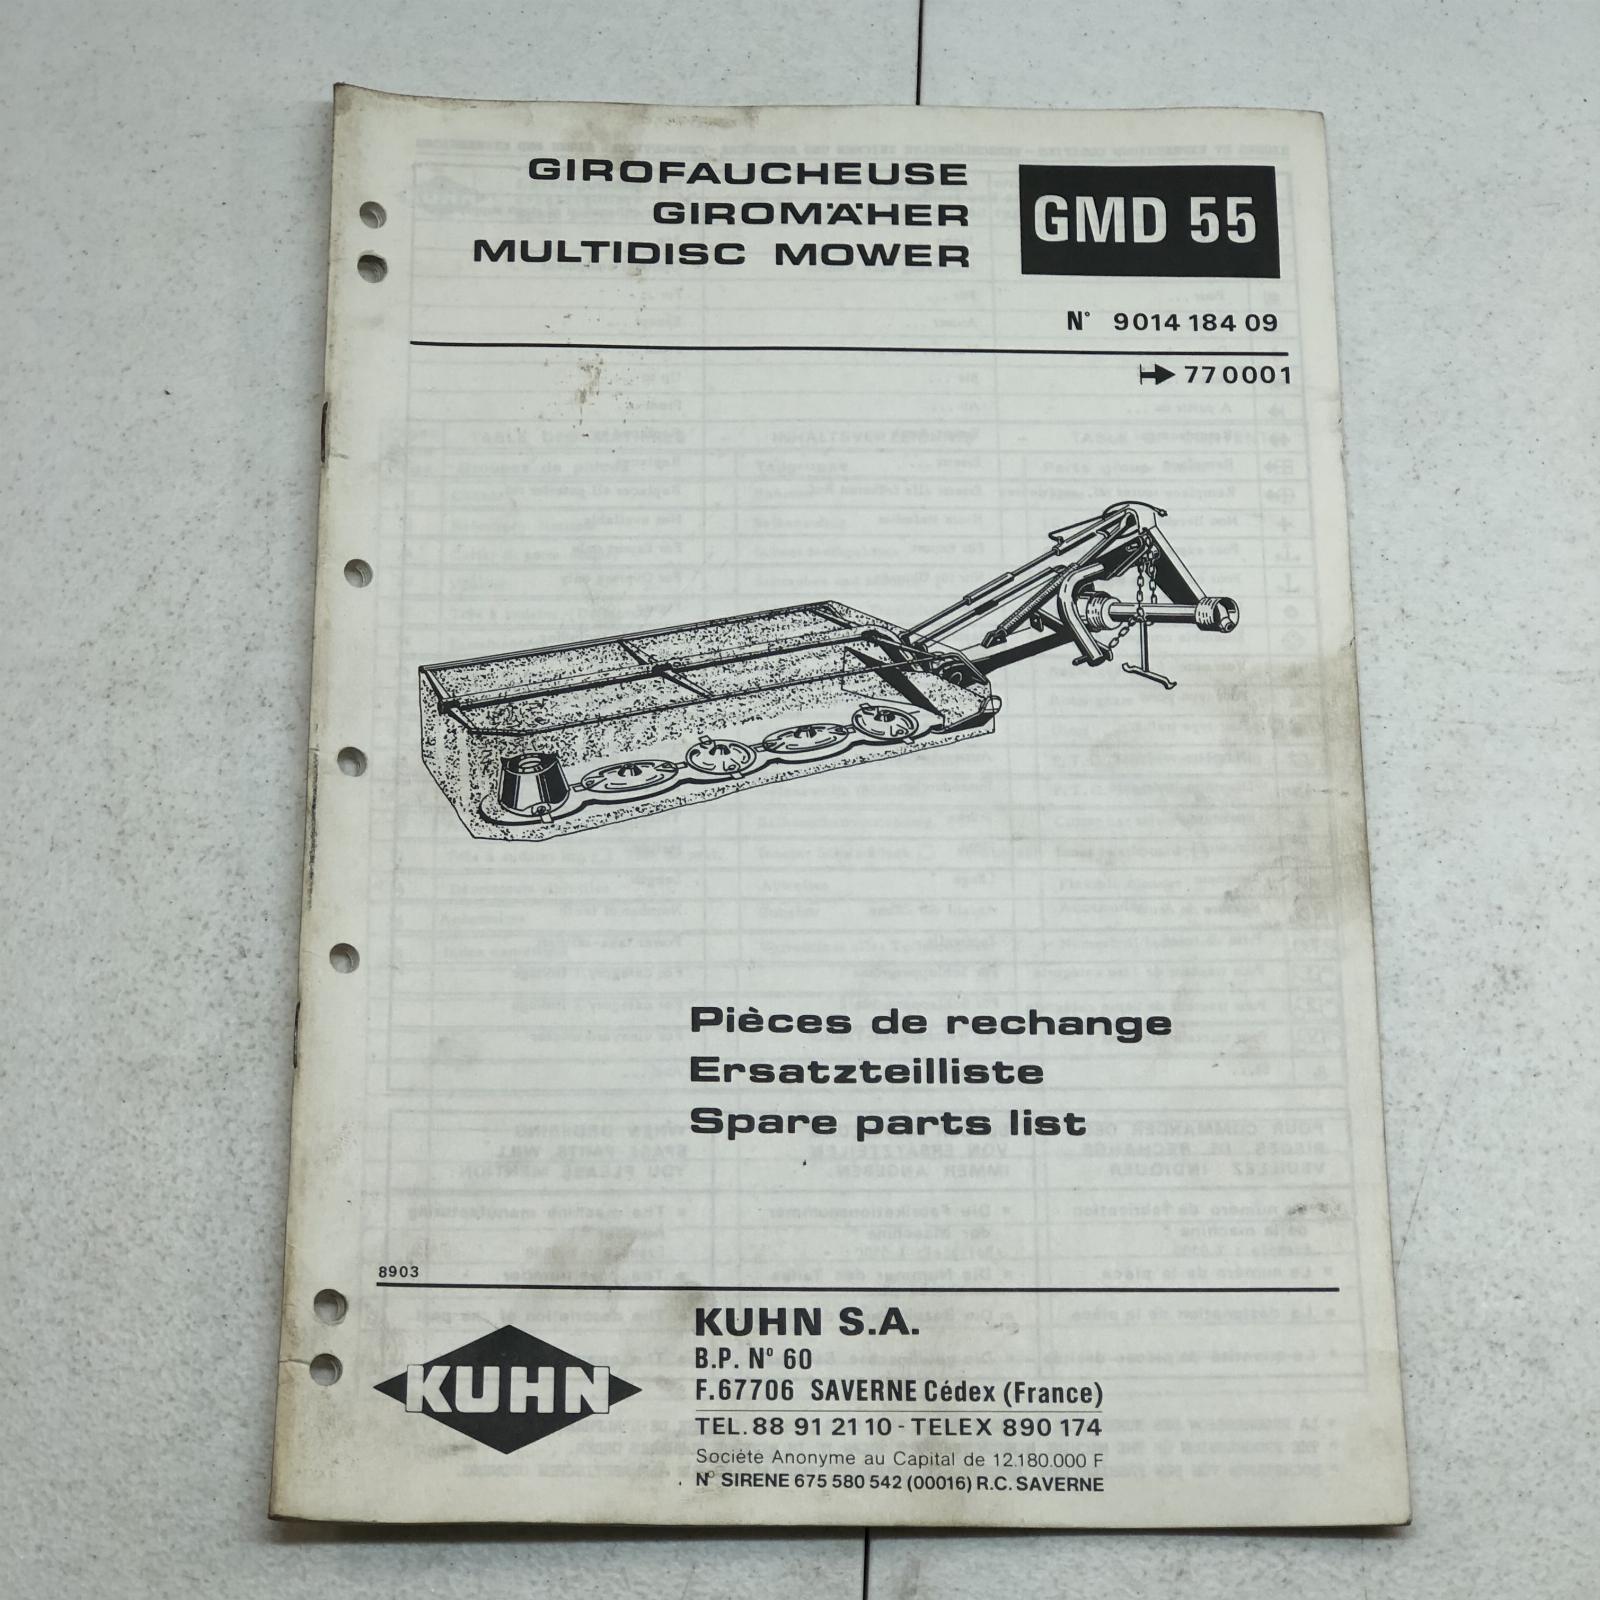 GIROFAUCHEUSE
GIROMÄHER
MULTIDISC MOWER
GMD 55
N° 9014 184 09
77 0001
Pièces de rechange
Ersatzteilliste
Spare parts list
8903
KUHN
KUHN S.A.
B.P. N° 60
F.67706 SAVERNE Cédex (France)
TEL. 88 91 21 10 - TELEX 890 174
Société Anonyme au Capital de 12.180.000 F
N° SIRENE 675 580 542 (00016) R.C. SAVERNE